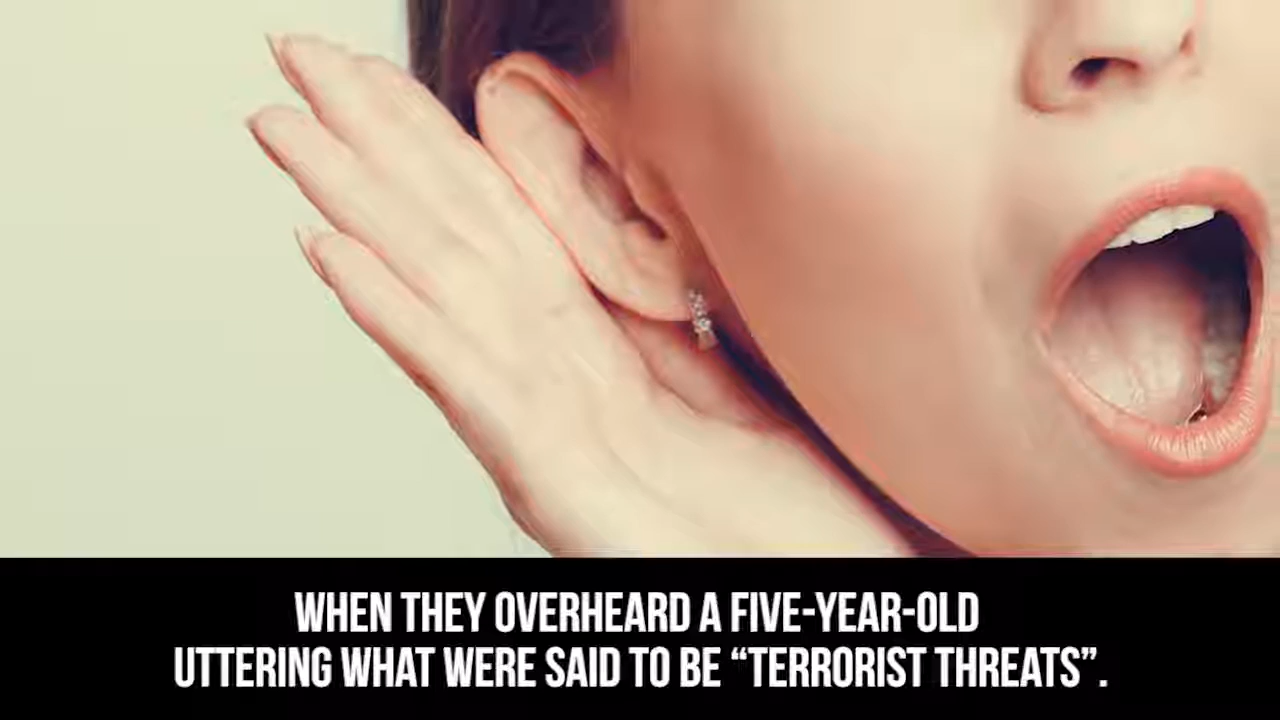 WHEN THEY OVERHEARD A FIVE-YEAR-OLD
UTTERING WHAT WERE SAID TO BE “TERRORIST THREATS”.